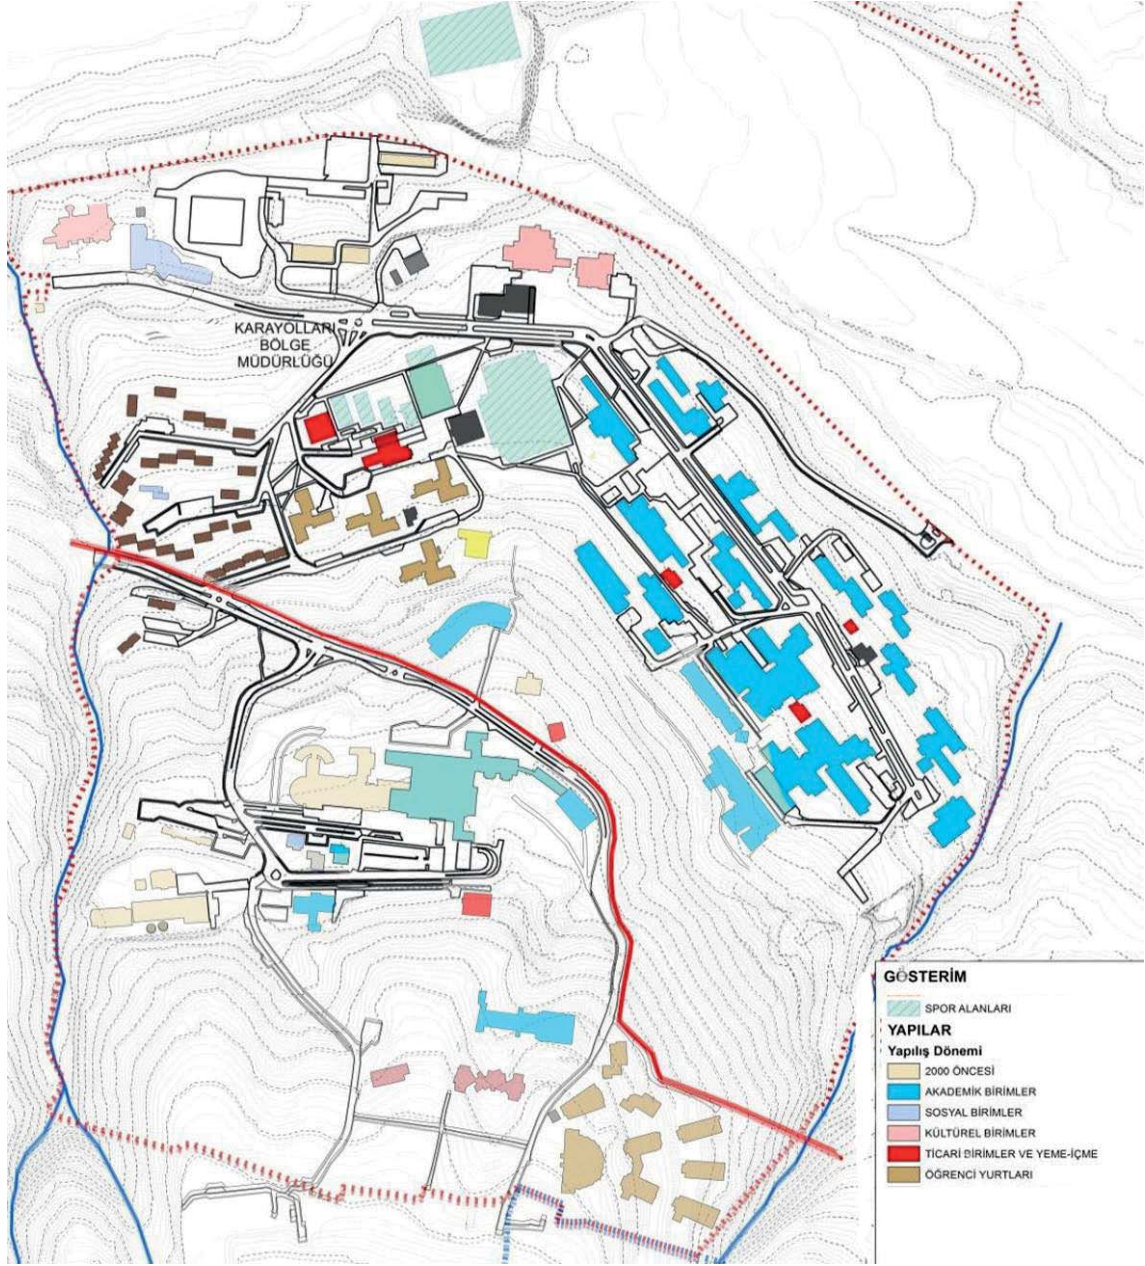 KARAYOLLARI
BÖLGE
MÜDÜRLÜĞÜ
GÖSTERİM
SPOR ALANLARI
YAPILAR
Yapılış Dönemi
2000 ÖNCESİ
AKADEMİK BİRİMLER
SOSYAL BİRİMLER
KÜLTÜREL BİRİMLER
TİCARİ BİRİMLER VE YEME-İÇME
ÖĞRENCİ YURTLARI